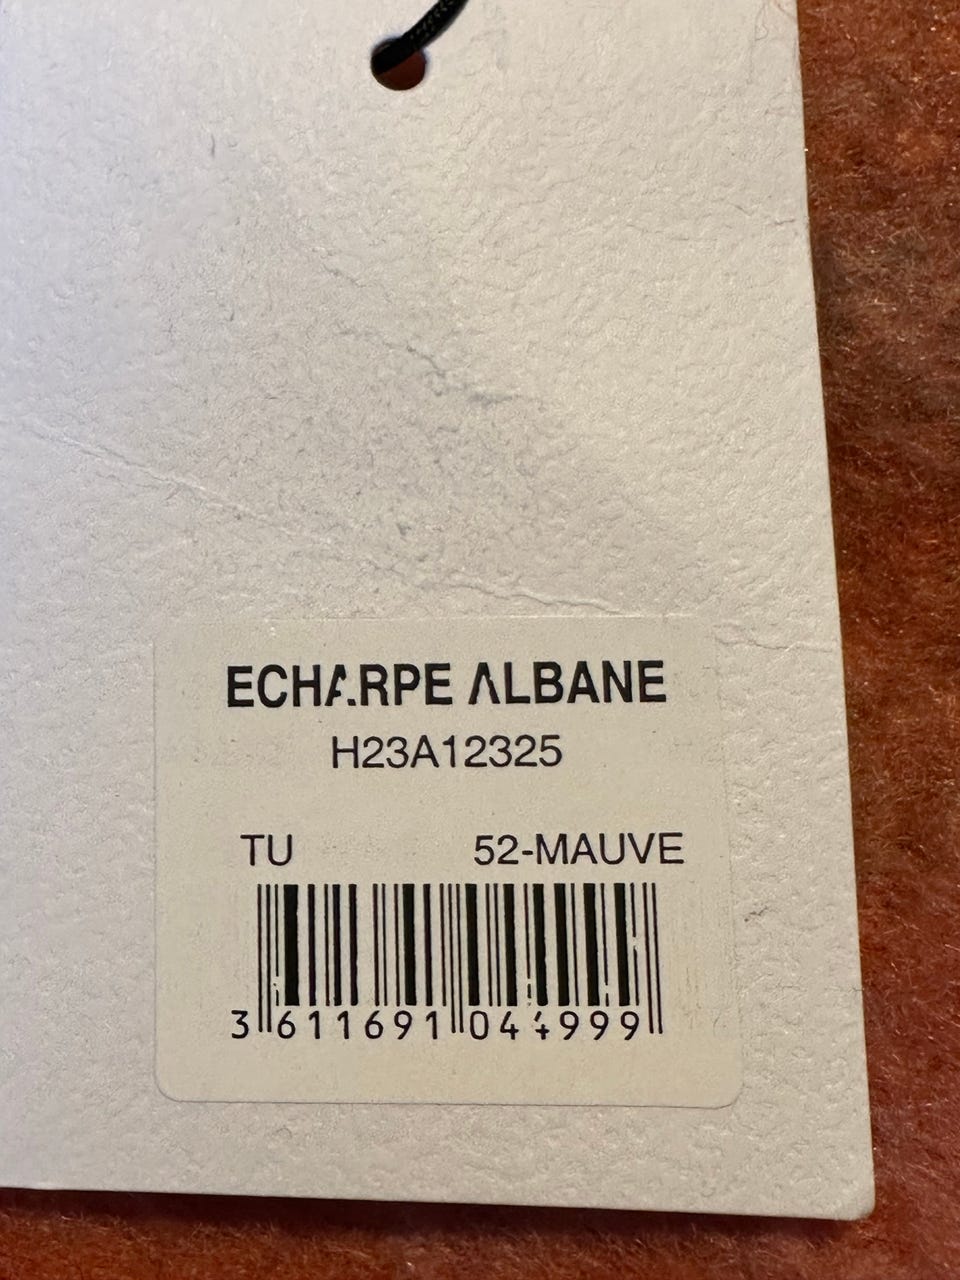 ECHARPE ALBANE
H23A12325
TU 52-MAUVE
3 611691 044999